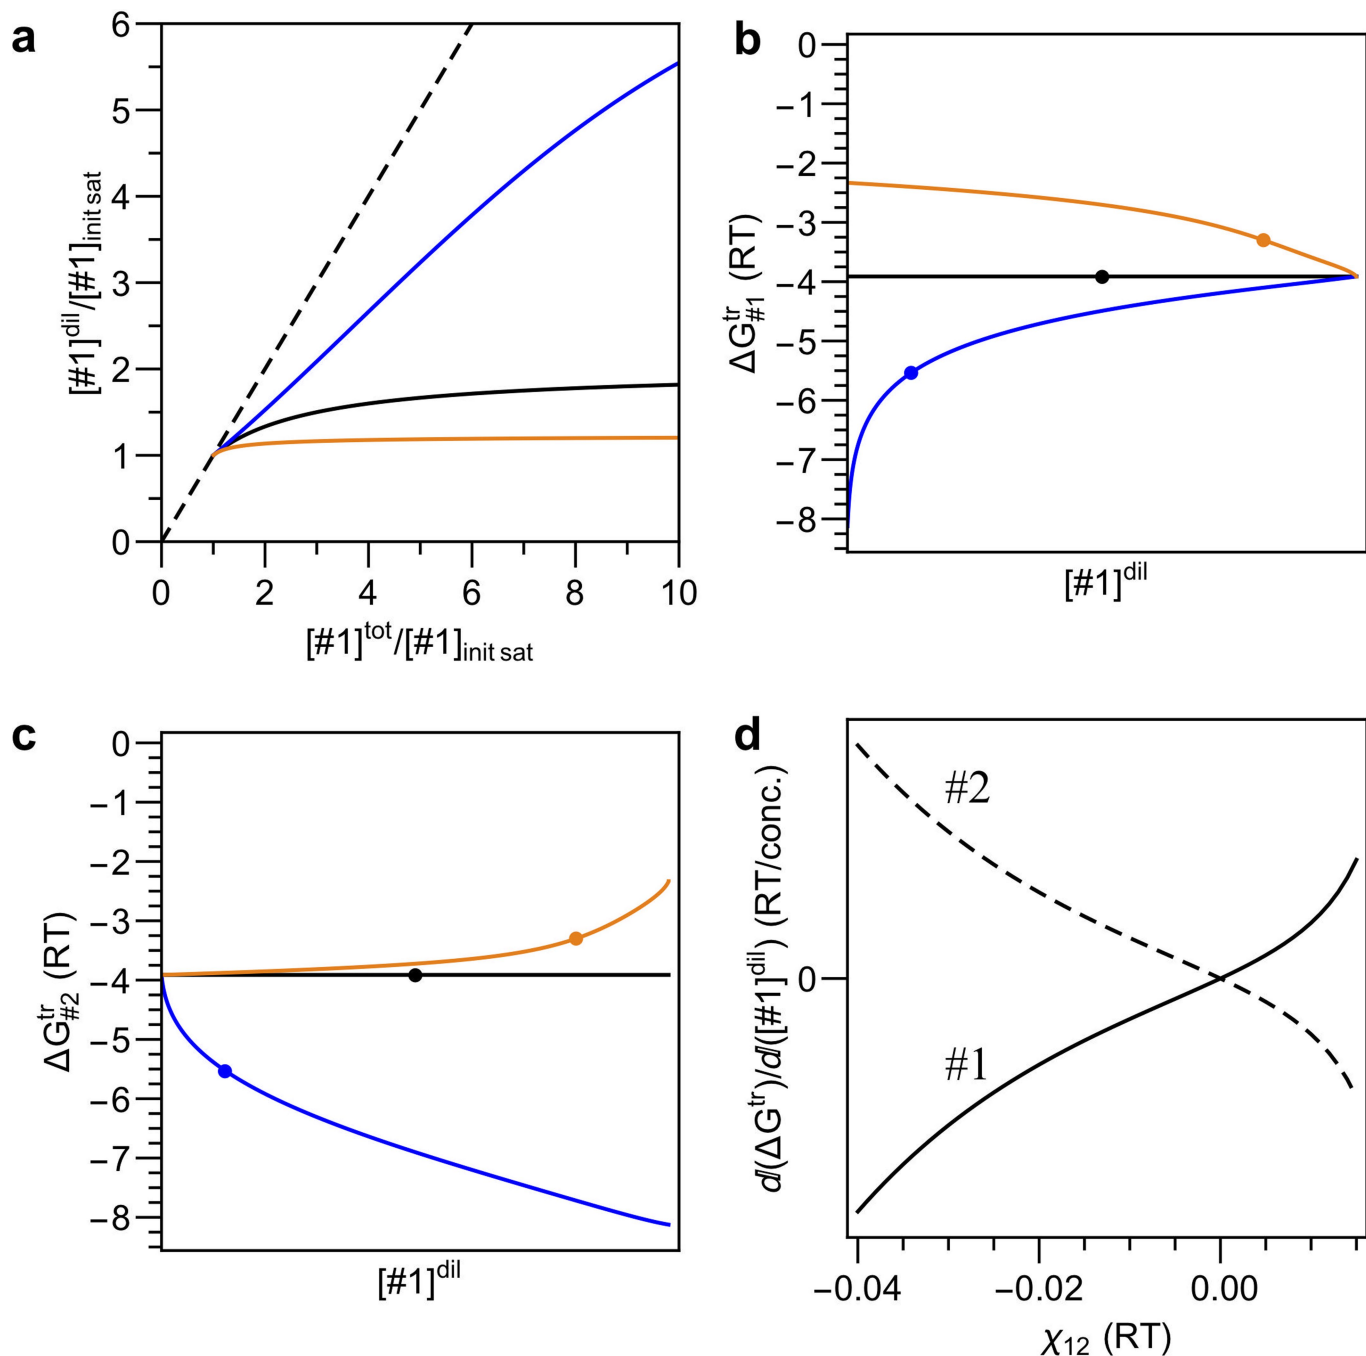 a
6
5
4
3
2
1
0
[#1]^dil/[#1]_init sat
0 2 4 6 8 10
[#1]^tot/[#1]_init sat
b
0
−1
−2
−3
−4
−5
−6
−7
−8
ΔG^tr_#1 (RT)
[#1]^dil
c
0
−1
−2
−3
−4
−5
−6
−7
−8
ΔG^tr_#2 (RT)
[#1]^dil
d
#2
0
#1
d(ΔG^tr)/d([#1]^dil) (RT/conc.)
−0.04 −0.02 0.00
χ₁₂ (RT)